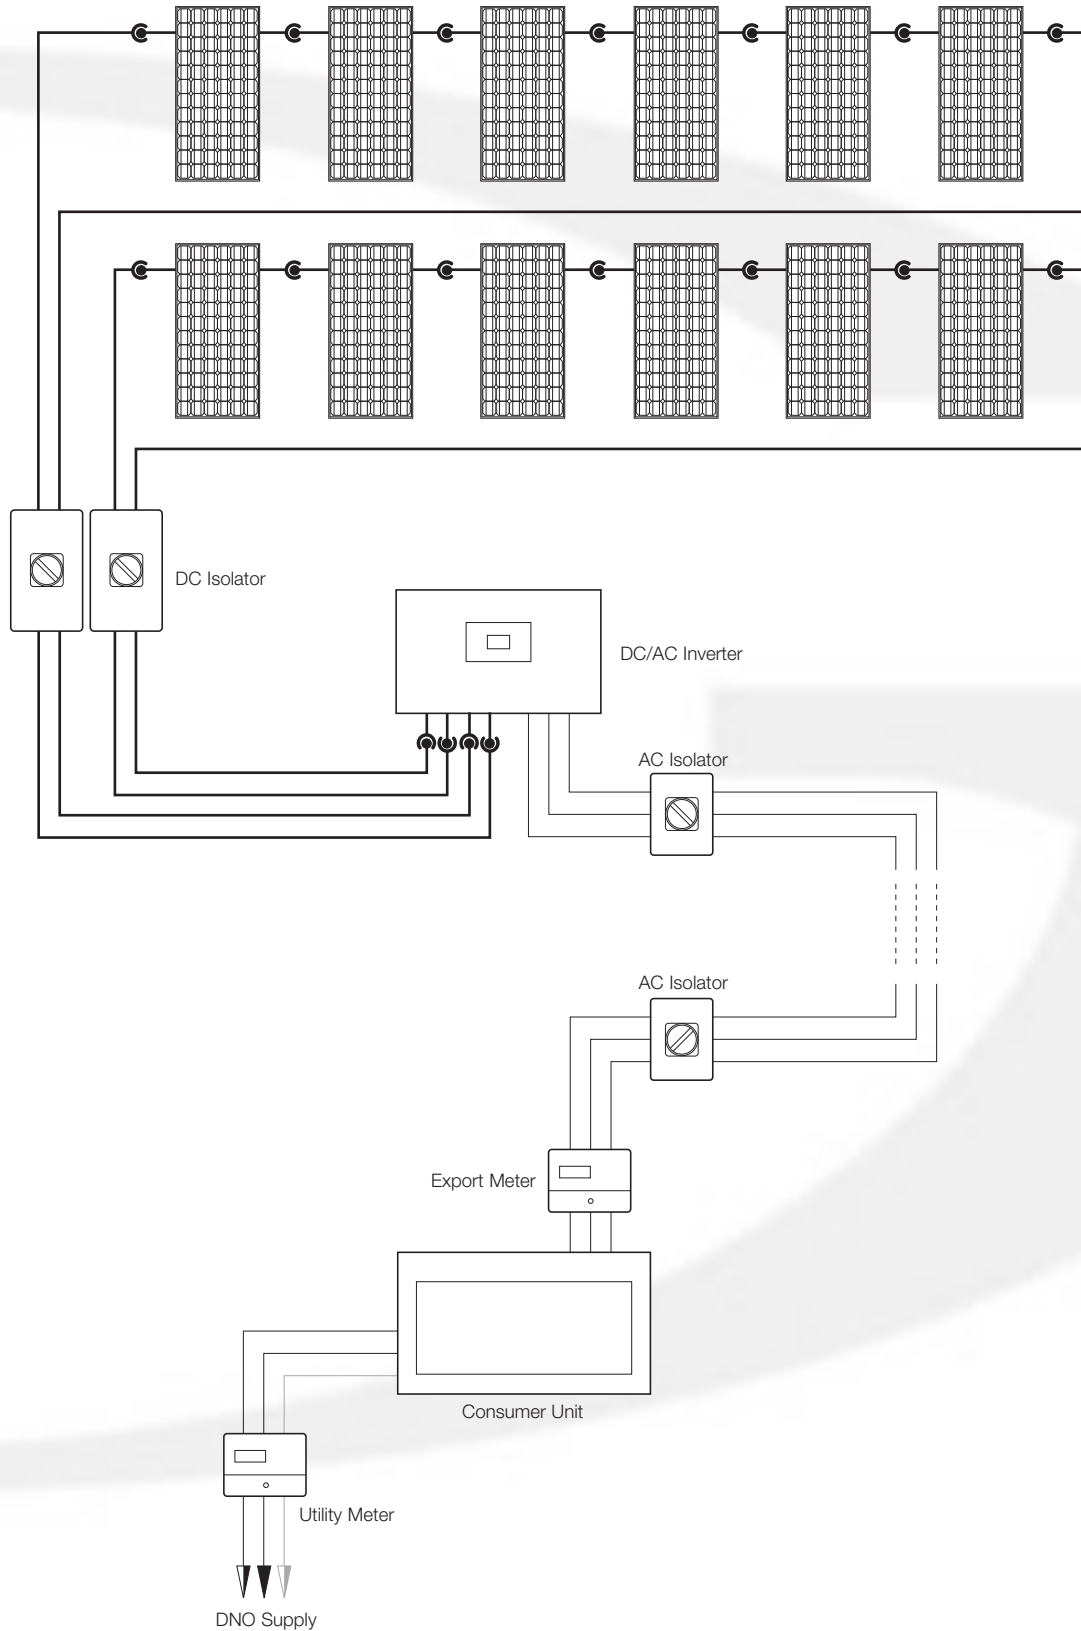 DC Isolator
DC/AC Inverter
AC Isolator
AC Isolator
Export Meter
Consumer Unit
Utility Meter
DNO Supply